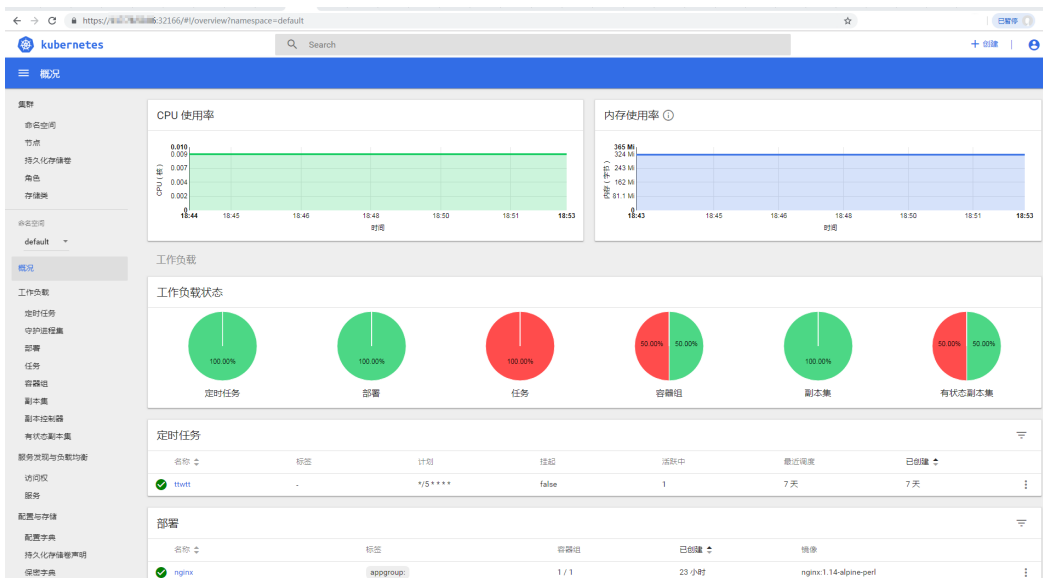 :32166/#!/overview?namespace=default
已暂停
kubernetes
Search
+ 创建
概况
集群
命名空间
节点
持久化存储卷
角色
存储类
命名空间
default
概况
工作负载
定时任务
守护进程集
部署
任务
容器组
副本集
副本控制器
有状态副本集
服务发现与负载均衡
访问权
服务
配置与存储
配置字典
持久化存储卷声明
保密字典
CPU 使用率
CPU (核)
0.010
0.009
0.007
0.004
0.002
0
18:44 18:45 18:46 18:48 18:50 18:51 18:53
时间
内存使用率
内存 (字节)
365 Mi
324 Mi
243 Mi
162 Mi
81.1 Mi
0
18:43 18:45 18:46 18:48 18:50 18:51 18:53
时间
工作负载
工作负载状态
100.00% 100.00% 100.00% 50.00% 50.00% 100.00% 50.00% 50.00%
定时任务 部署 任务 容器组 副本集 有状态副本集
定时任务
名称 标签 计划 挂起 活跃中 最近调度 已创建
ttwtt - */5 * * * * false 1 7 天 7 天
部署
名称 标签 容器组 已创建 镜像
nginx appgroup: 1 / 1 23 小时 nginx:1.14-alpine-perl